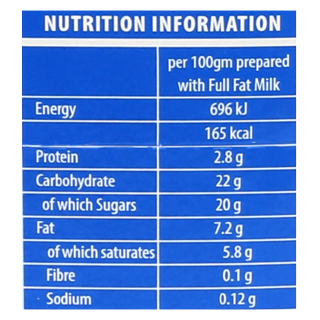 NUTRITION INFORMATION
per 100gm prepared
with Full Fat Milk
Energy 696 kJ
165 kcal
Protein 2.8 g
Carbohydrate 22 g
of which Sugars 20 g
Fat 7.2 g
of which saturates 5.8 g
Fibre 0.1 g
Sodium 0.12 g